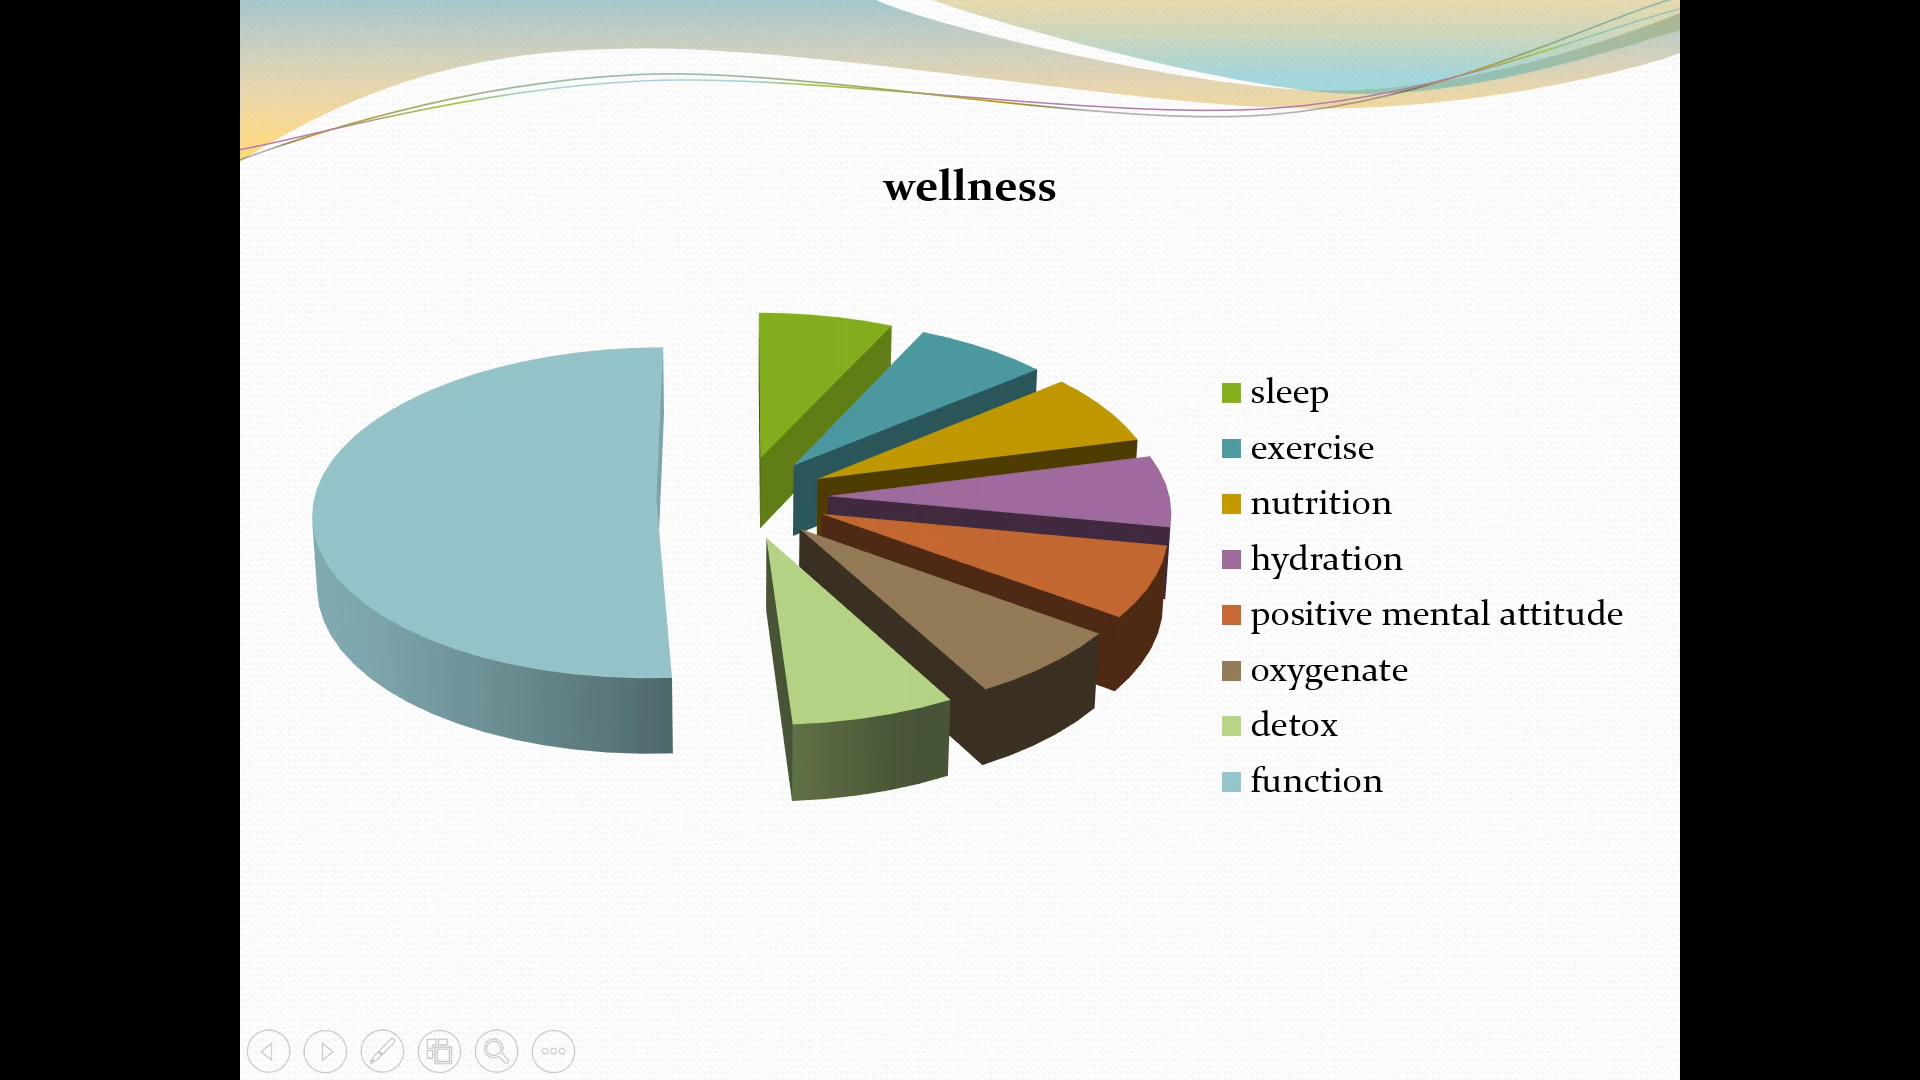 wellness
sleep
exercise
nutrition
hydration
positive mental attitude
oxygenate
detox
function